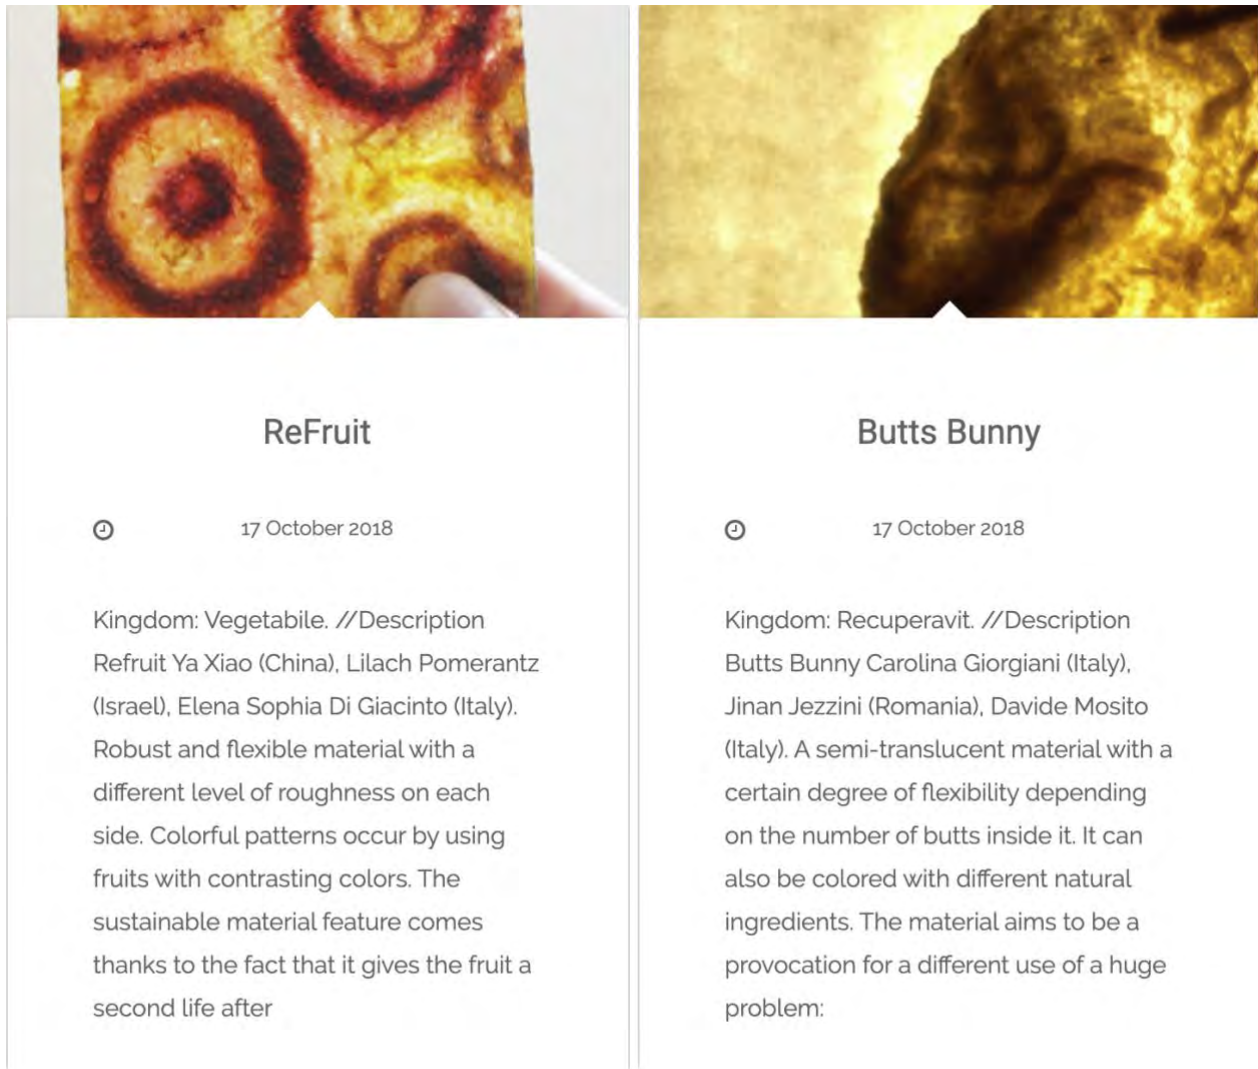 ReFruit
17 October 2018
Kingdom: Vegetabile. //Description
Refruit Ya Xiao (China), Lilach Pomerantz
(Israel), Elena Sophia Di Giacinto (Italy).
Robust and flexible material with a
different level of roughness on each
side. Colorful patterns occur by using
fruits with contrasting colors. The
sustainable material feature comes
thanks to the fact that it gives the fruit a
second life after
Butts Bunny
17 October 2018
Kingdom: Recuperavit. //Description
Butts Bunny Carolina Giorgiani (Italy),
Jinan Jezzini (Romania), Davide Mosito
(Italy). A semi-translucent material with a
certain degree of flexibility depending
on the number of butts inside it. It can
also be colored with different natural
ingredients. The material aims to be a
provocation for a different use of a huge
problem: